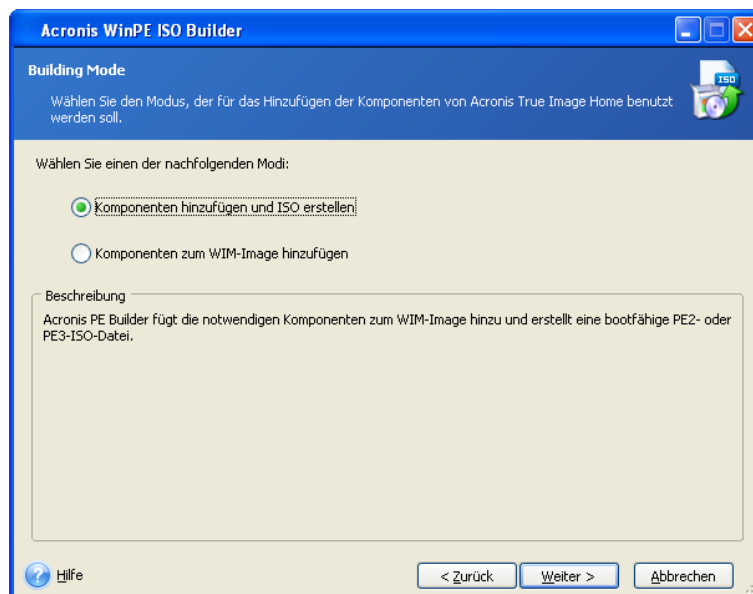 Acronis WinPE ISO Builder
Building Mode
Wählen Sie den Modus, der für das Hinzufügen der Komponenten von Acronis True Image Home benutzt
werden soll.
ISO
Wählen Sie einen der nachfolgenden Modi:
Komponenten hinzufügen und ISO erstellen
Komponenten zum WIM-Image hinzufügen
Beschreibung
Acronis PE Builder fügt die notwendigen Komponenten zum WIM-Image hinzu und erstellt eine bootfähige PE2- oder
PE3-ISO-Datei.
Hilfe
< Zurück
Weiter >
Abbrechen